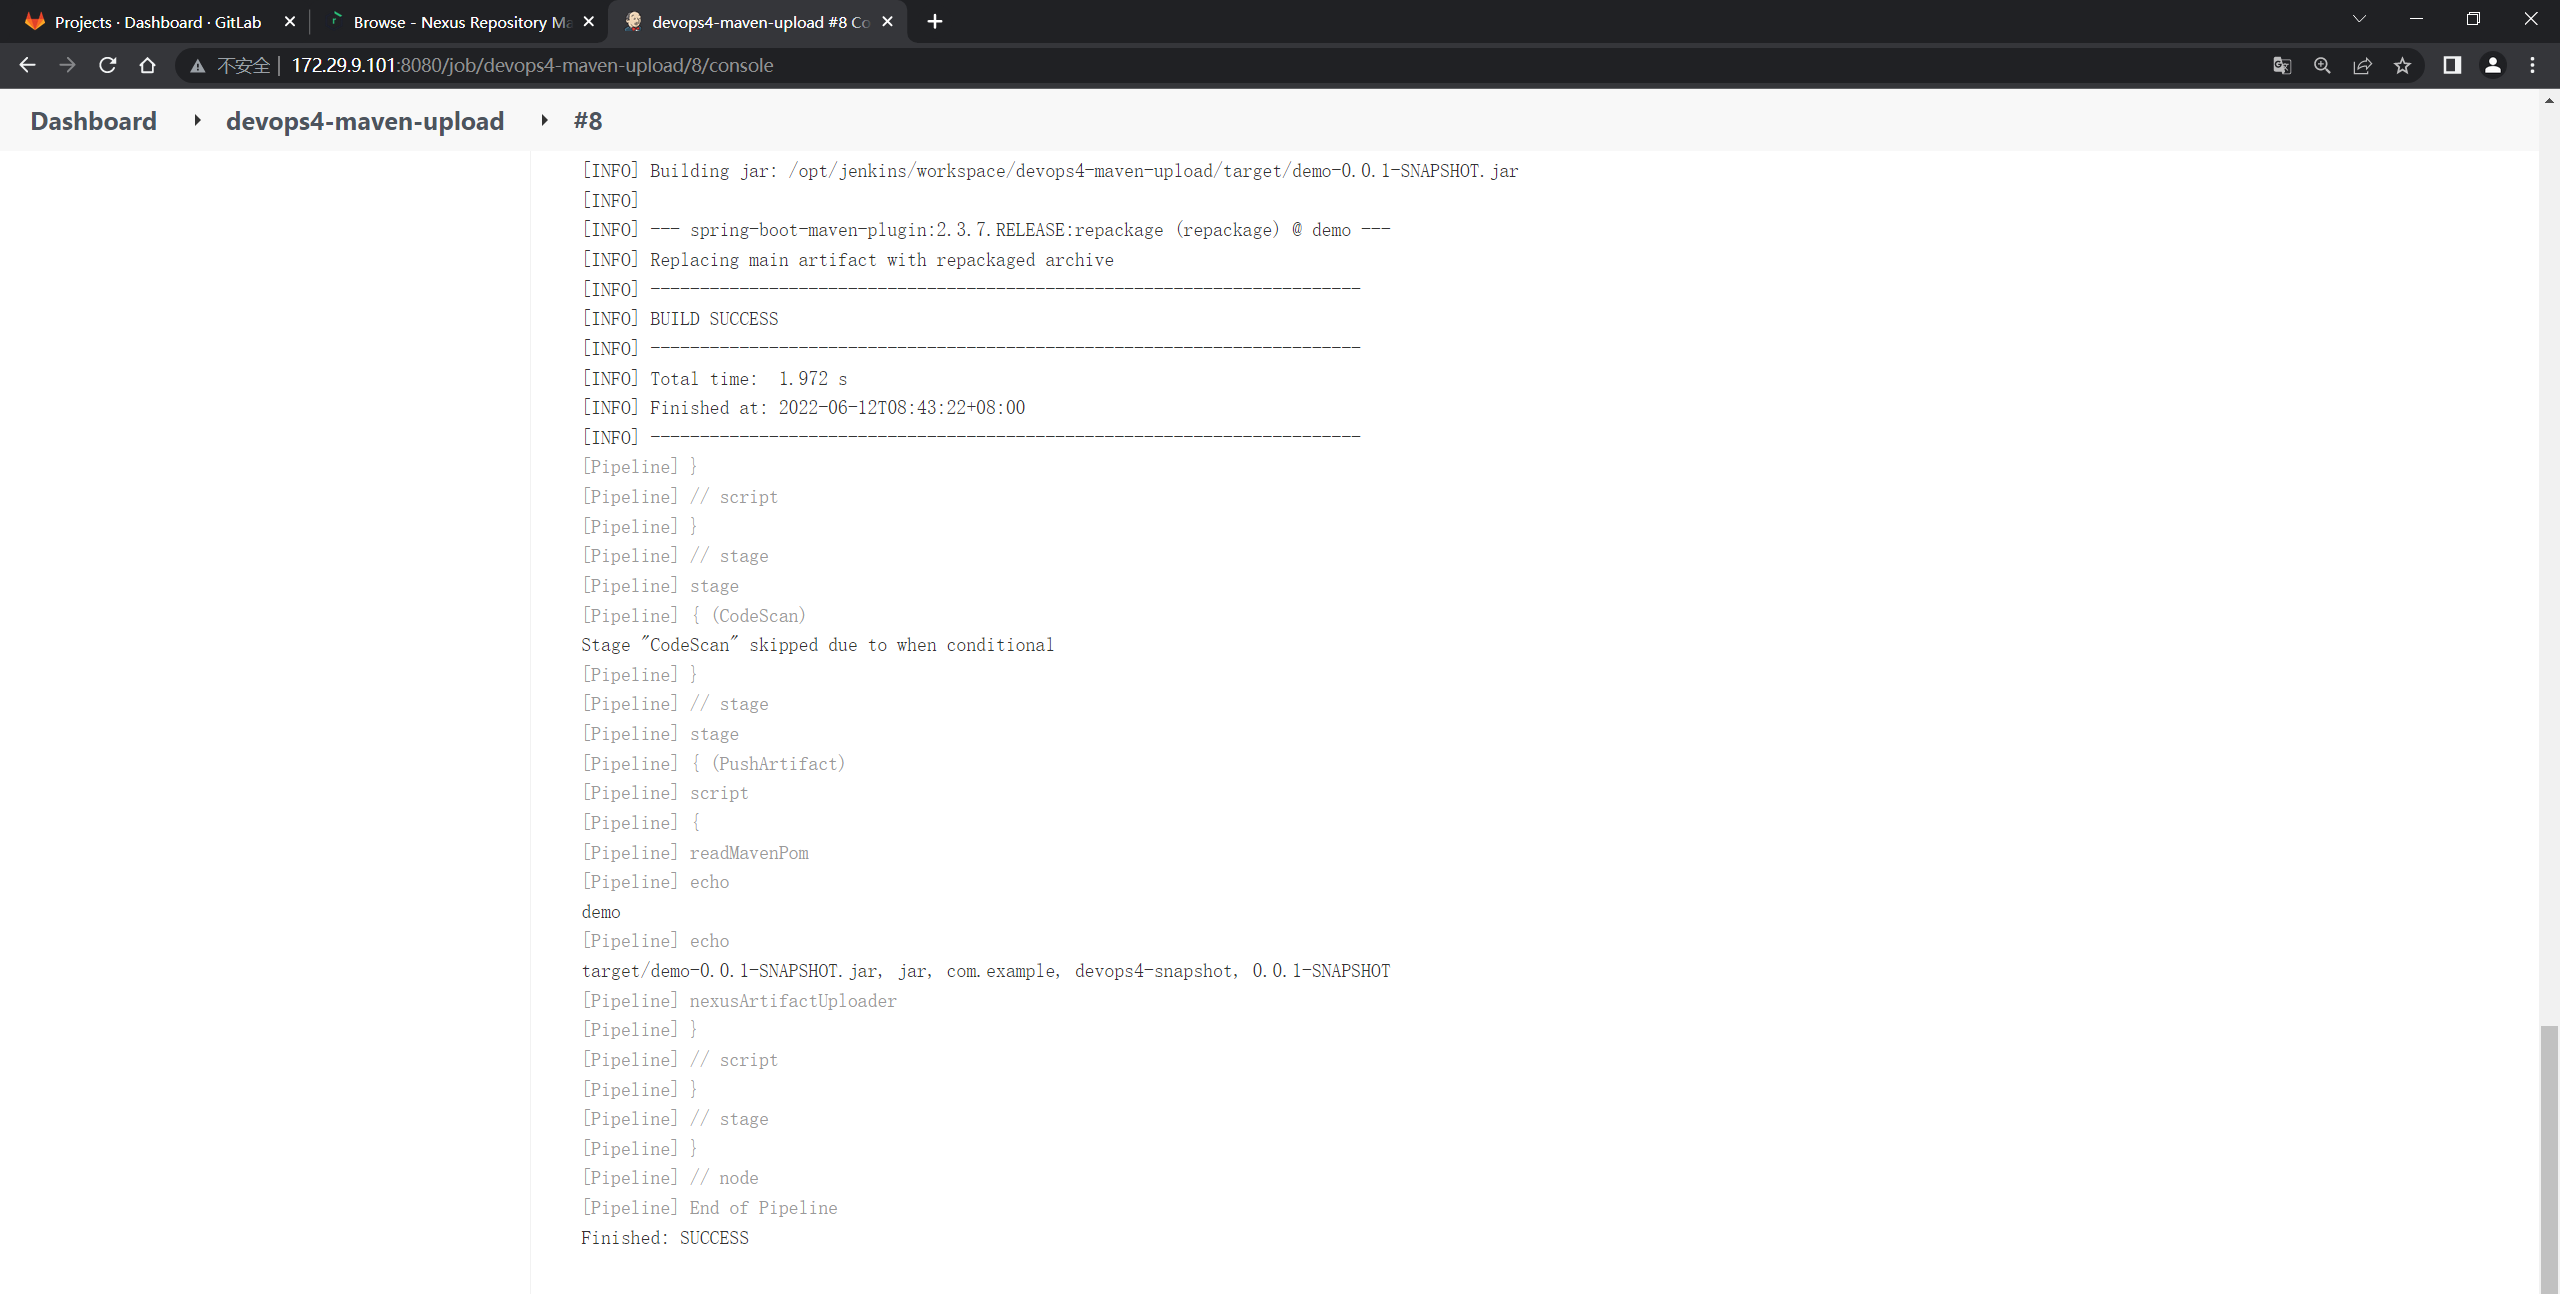 Projects · Dashboard · GitLab
Browse - Nexus Repository Ma
devops4-maven-upload #8 Co
不安全 | 172.29.9.101:8080/job/devops4-maven-upload/8/console
Dashboard devops4-maven-upload #8
[INFO] Building jar: /opt/jenkins/workspace/devops4-maven-upload/target/demo-0.0.1-SNAPSHOT.jar
[INFO]
[INFO] --- spring-boot-maven-plugin:2.3.7.RELEASE:repackage (repackage) @ demo ---
[INFO] Replacing main artifact with repackaged archive
[INFO] ------------------------------------------------------------------------
[INFO] BUILD SUCCESS
[INFO] ------------------------------------------------------------------------
[INFO] Total time:  1.972 s
[INFO] Finished at: 2022-06-12T08:43:22+08:00
[INFO] ------------------------------------------------------------------------
[Pipeline] }
[Pipeline] // script
[Pipeline] }
[Pipeline] // stage
[Pipeline] stage
[Pipeline] { (CodeScan)
Stage "CodeScan" skipped due to when conditional
[Pipeline] }
[Pipeline] // stage
[Pipeline] stage
[Pipeline] { (PushArtifact)
[Pipeline] script
[Pipeline] {
[Pipeline] readMavenPom
[Pipeline] echo
demo
[Pipeline] echo
target/demo-0.0.1-SNAPSHOT.jar, jar, com.example, devops4-snapshot, 0.0.1-SNAPSHOT
[Pipeline] nexusArtifactUploader
[Pipeline] }
[Pipeline] // script
[Pipeline] }
[Pipeline] // stage
[Pipeline] }
[Pipeline] // node
[Pipeline] End of Pipeline
Finished: SUCCESS